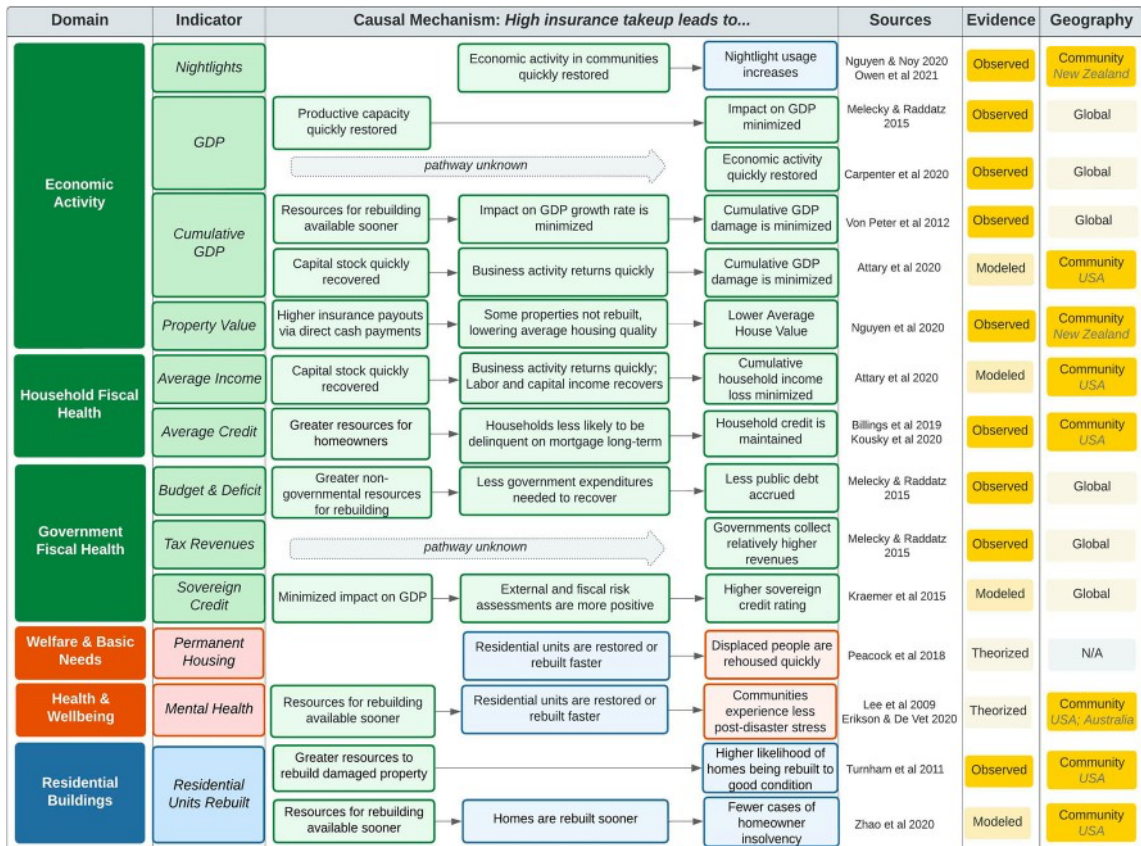 Domain
Indicator
Causal Mechanism: High insurance takeup leads to...
Sources
Evidence
Geography
Economic
Activity
Nightlights
Economic activity in communities
quickly restored
Nightlight usage
increases
Nguyen & Noy 2020
Owen et al 2021
Observed
Community
New Zealand
GDP
Productive capacity
quickly restored
Impact on GDP
minimized
Melecky & Raddatz
2015
Observed
Global
pathway unknown
Economic activity
quickly restored
Carpenter et al 2020
Observed
Global
Cumulative
GDP
Resources for rebuilding
available sooner
Impact on GDP growth rate is
minimized
Cumulative GDP
damage is minimized
Von Peter et al 2012
Observed
Global
Capital stock quickly
recovered
Business activity returns quickly
Cumulative GDP
damage is minimized
Attary et al 2020
Modeled
Community
USA
Property Value
Higher insurance payouts
via direct cash payments
Some properties not rebuilt,
lowering average housing quality
Lower Average
House Value
Nguyen et al 2020
Observed
Community
New Zealand
Household Fiscal
Health
Average Income
Capital stock quickly
recovered
Business activity returns quickly;
Labor and capital income recovers
Cumulative
household income
loss minimized
Attary et al 2020
Modeled
Community
USA
Average Credit
Greater resources for
homeowners
Households less likely to be
delinquent on mortgage long-term
Household credit is
maintained
Billings et al 2019
Kousky et al 2020
Observed
Community
USA
Government
Fiscal Health
Budget & Deficit
Greater non-
governmental resources
for rebuilding
Less government expenditures
needed to recover
Less public debt
accrued
Melecky & Raddatz
2015
Observed
Global
Tax Revenues
pathway unknown
Governments collect
relatively higher
revenues
Melecky & Raddatz
2015
Observed
Global
Sovereign
Credit
Minimized impact on GDP
External and fiscal risk
assessments are more positive
Higher sovereign
credit rating
Kraemer et al 2015
Modeled
Global
Welfare & Basic
Needs
Permanent
Housing
Residential units are restored or
rebuilt faster
Displaced people are
rehoused quickly
Peacock et al 2018
Theorized
N/A
Health &
Wellbeing
Mental Health
Resources for rebuilding
available sooner
Residential units are restored or
rebuilt faster
Communities
experience less
post-disaster stress
Lee et al 2009
Erikson & De Vet 2020
Theorized
Community
USA; Australia
Residential
Buildings
Residential
Units Rebuilt
Greater resources to
rebuild damaged property
Higher likelihood of
homes being rebuilt to
good condition
Turnham et al 2011
Observed
Community
USA
Resources for rebuilding
available sooner
Homes are rebuilt sooner
Fewer cases of
homeowner
insolvency
Zhao et al 2020
Modeled
Community
USA